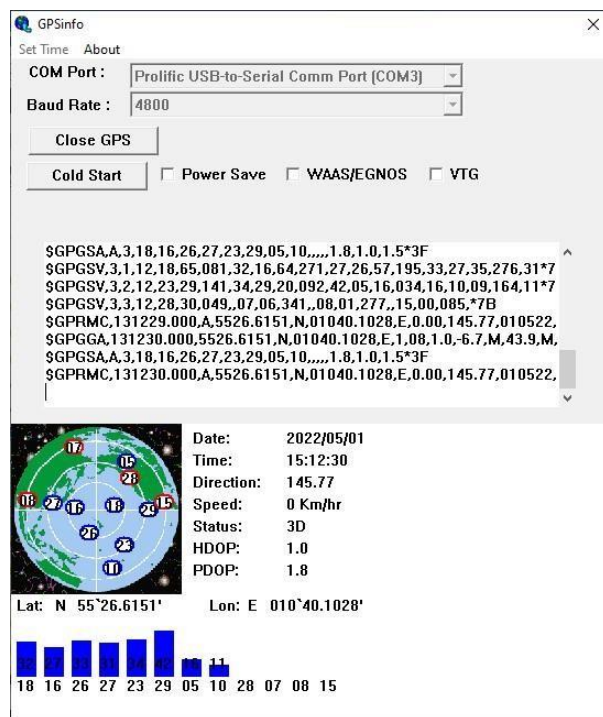 GPSinfo
Set Time About
COM Port : Prolific USB-to-Serial Comm Port (COM3)
Baud Rate : 4800
Close GPS
Cold Start Power Save WAAS/EGNOS VTG
$GPGSA,A,3,18,16,26,27,23,29,05,10,,,,,1.8,1.0,1.5*3F
$GPGSV,3,1,12,18,65,081,32,16,64,271,27,26,57,195,33,27,35,276,31*7
$GPGSV,3,2,12,23,29,141,34,29,20,092,42,05,16,034,16,10,09,164,11*7
$GPGSV,3,3,12,28,30,049,,07,06,341,,08,01,277,,15,00,085,*7B
$GPRMC,131229.000,A,5526.6151,N,01040.1028,E,0.00,145.77,010522,
$GPGGA,131230.000,5526.6151,N,01040.1028,E,1,08,1.0,-6.7,M,43.9,M,
$GPGSA,A,3,18,16,26,27,23,29,05,10,,,,,1.8,1.0,1.5*3F
$GPRMC,131230.000,A,5526.6151,N,01040.1028,E,0.00,145.77,010522,
07
05
28
08 27 16 18 29 15
26
23
10
Date: 2022/05/01
Time: 15:12:30
Direction: 145.77
Speed: 0 Km/hr
Status: 3D
HDOP: 1.0
PDOP: 1.8
Lat: N 55`26.6151' Lon: E 010`40.1028'
32 27 33 31 34 42 16 11
18 16 26 27 23 29 05 10 28 07 08 15